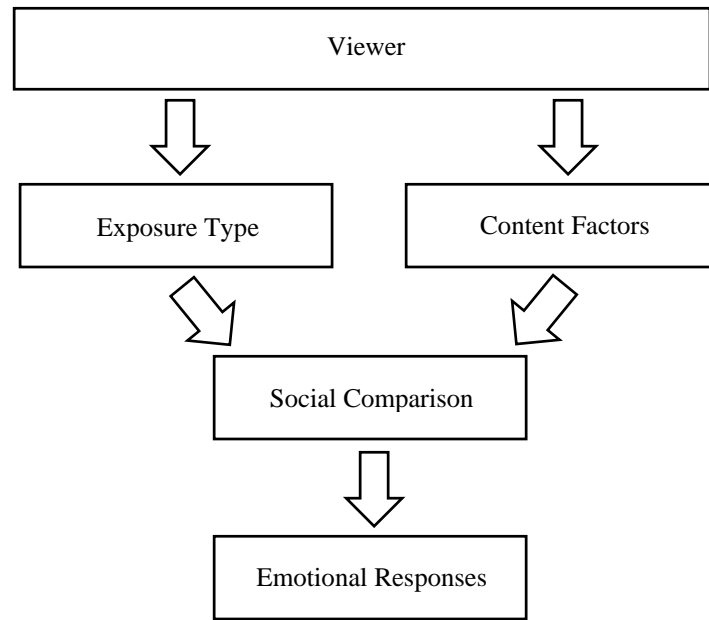 Viewer
Exposure Type
Content Factors
Social Comparison
Emotional Responses